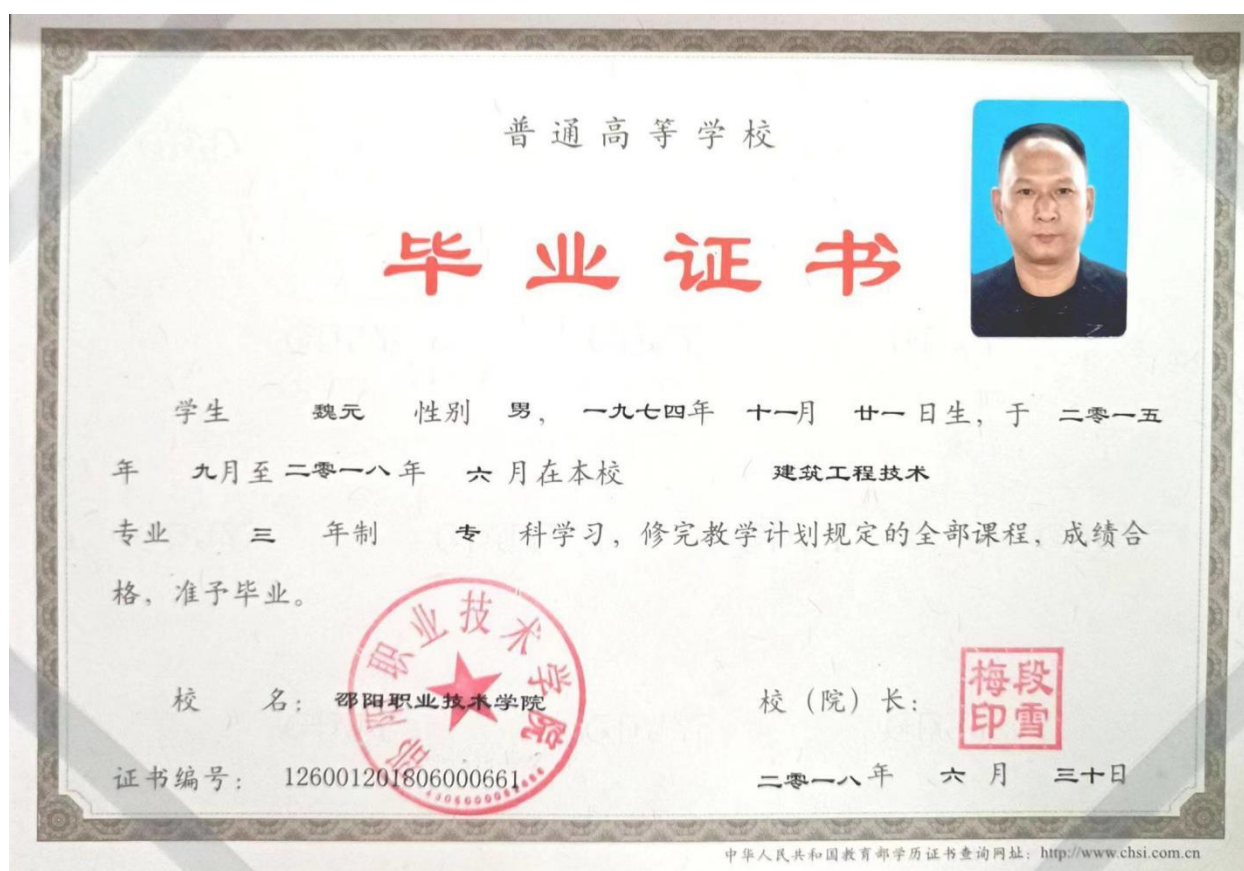 普通高等学校
毕业证书
学生 魏元 性别 男，一九七四年 十一月 廿一日生，于 二零一五
年 九月至二零一八年 六月在本校 建筑工程技术
专业 三 年制 专 科学习，修完教学计划规定的全部课程，成绩合
格，准予毕业。
邵阳职业技术学院
校 名：邵阳职业技术学院
校（院）长：
段雪梅印
证书编号：126001201806000661
二零一八年 六月 三十日
中华人民共和国教育部学历证书查询网址：http://www.chsi.com.cn